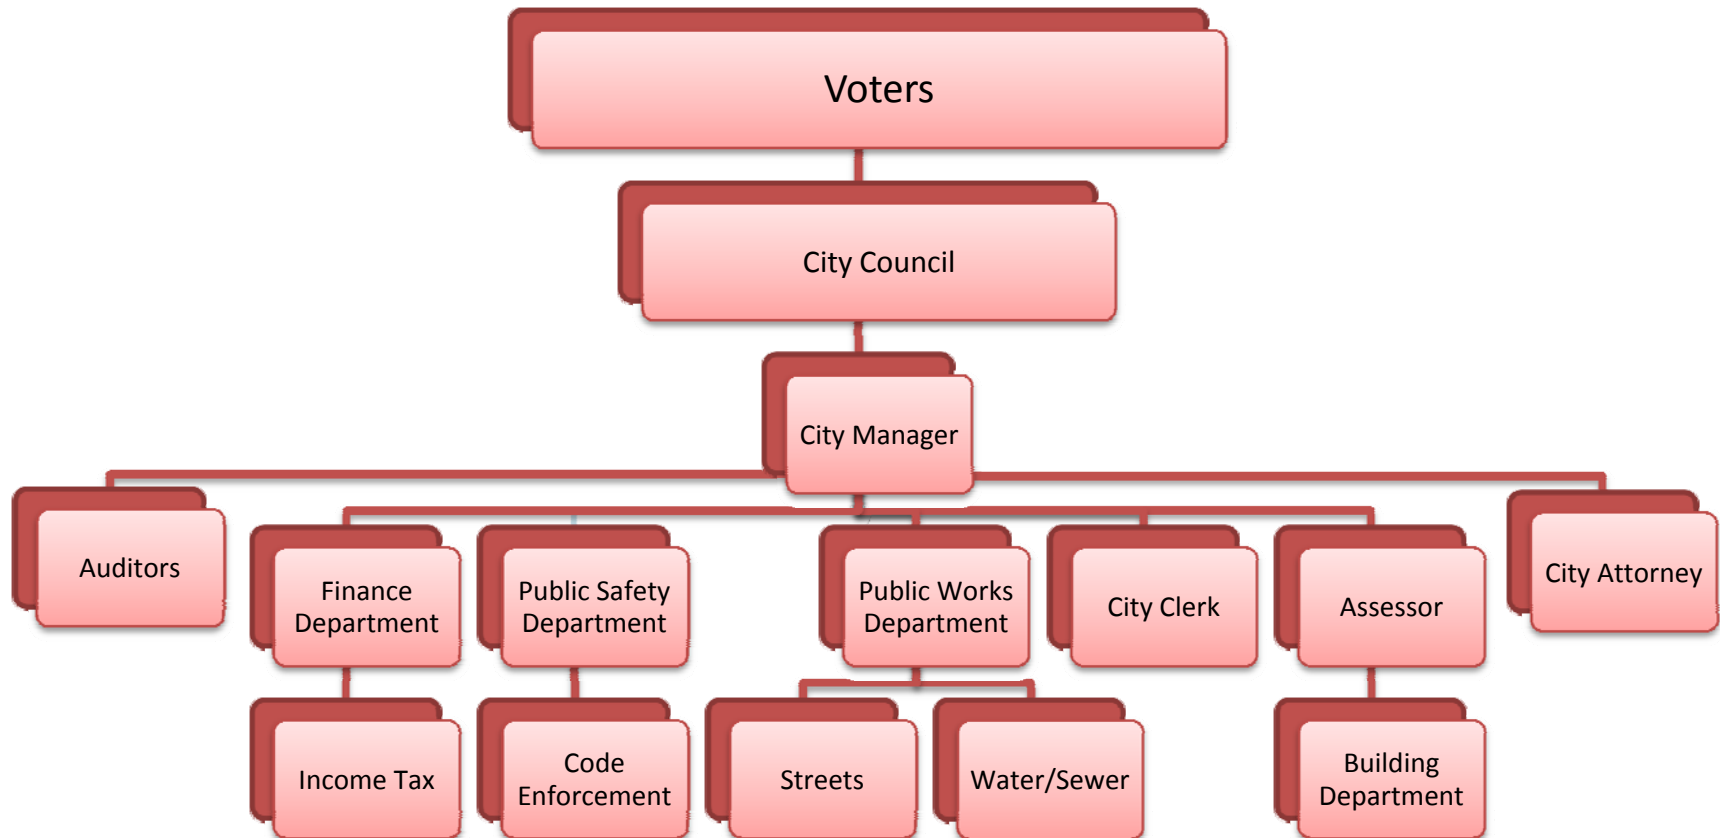 Voters
City Council
City Manager
Auditors
Finance
Department
Public Safety
Department
Public Works
Department
City Clerk
Assessor
City Attorney
Income Tax
Code
Enforcement
Streets
Water/Sewer
Building
Department